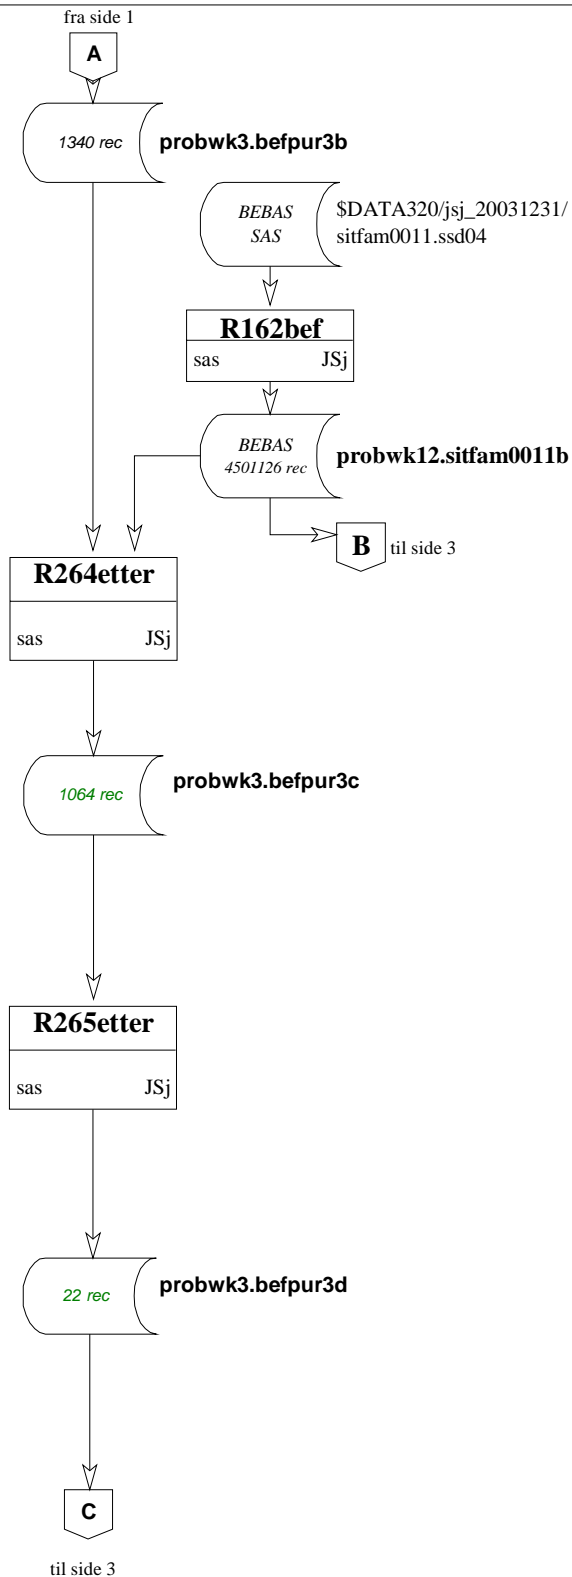 fra side 1
A
1340 rec
probwk3.befpur3b
BEBAS
SAS
$DATA320/jsj_20031231/
sitfam0011.ssd04
R162bef
sas JSj
BEBAS
4501126 rec
probwk12.sitfam0011b
B
til side 3
R264etter
sas JSj
1064 rec
probwk3.befpur3c
R265etter
sas JSj
22 rec
probwk3.befpur3d
C
til side 3